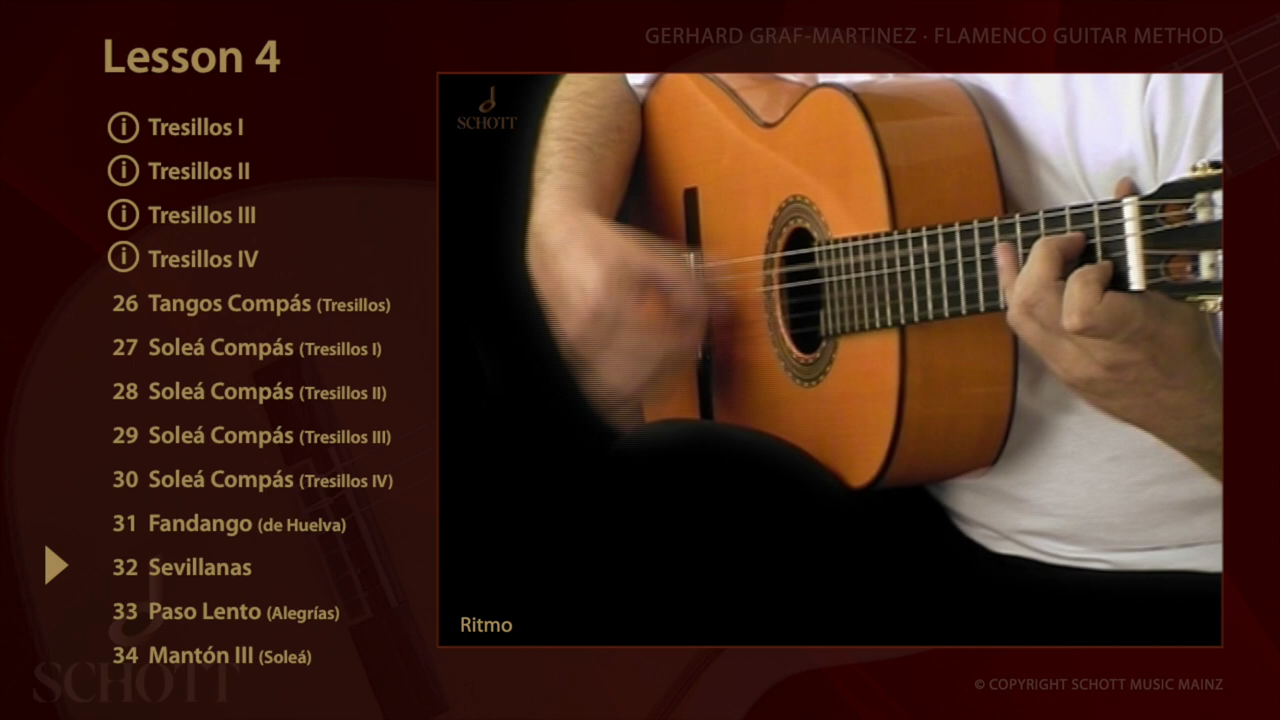 Lesson 4
GERHARD GRAF-MARTINEZ · FLAMENCO GUITAR METHOD
SCHOTT
i Tresillos I
i Tresillos II
i Tresillos III
i Tresillos IV
26 Tangos Compás (Tresillos)
27 Soleá Compás (Tresillos I)
28 Soleá Compás (Tresillos II)
29 Soleá Compás (Tresillos III)
30 Soleá Compás (Tresillos IV)
31 Fandango (de Huelva)
32 Sevillanas
33 Paso Lento (Alegrías)
34 Mantón III (Soleá)
Ritmo
SCHOTT
© COPYRIGHT SCHOTT MUSIC MAINZ